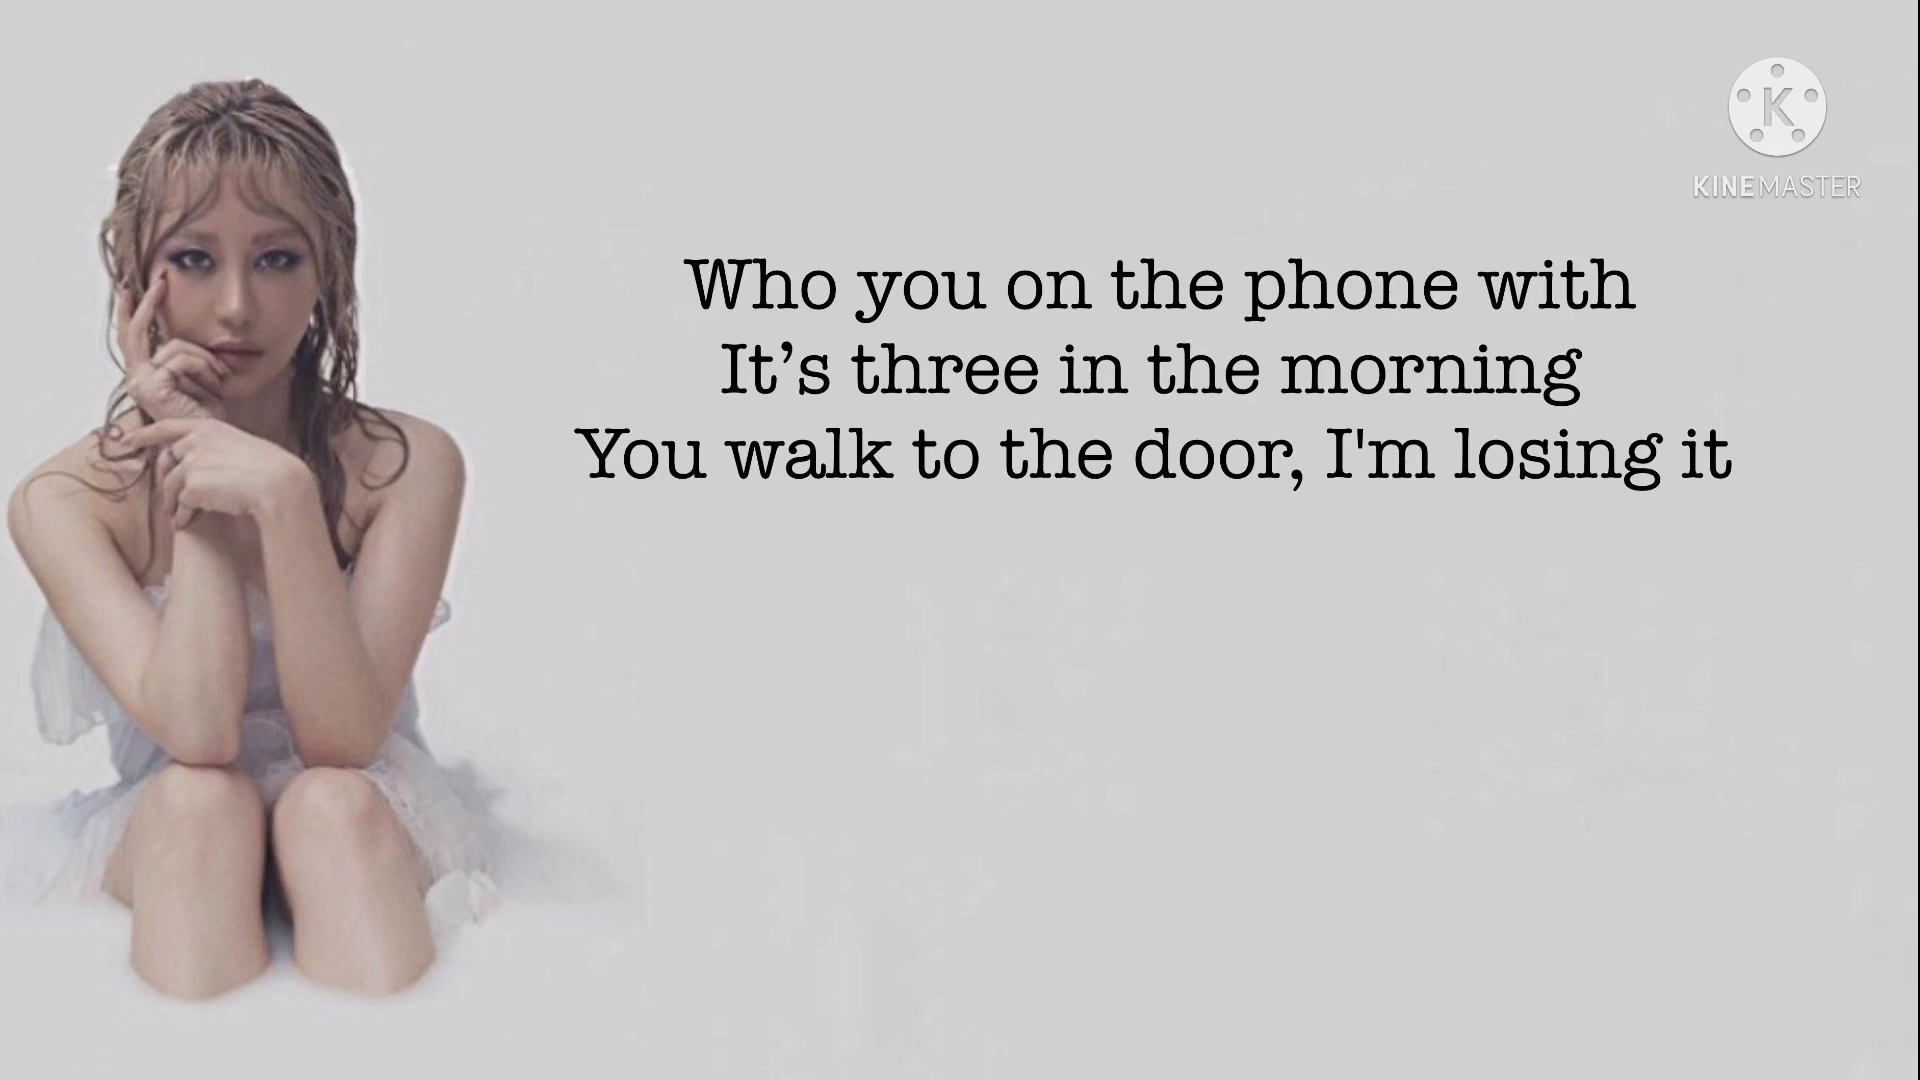 K
KINEMASTER
Who you on the phone with
It’s three in the morning
You walk to the door, I'm losing it